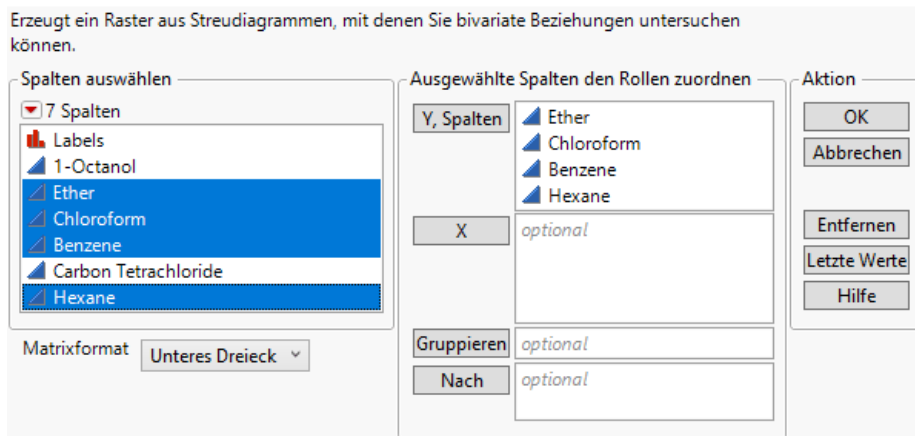 Erzeugt ein Raster aus Streudiagrammen, mit denen Sie bivariate Beziehungen untersuchen
können.
Spalten auswählen
7 Spalten
Labels
1-Octanol
Ether
Chloroform
Benzene
Carbon Tetrachloride
Hexane
Matrixformat
Unteres Dreieck
Ausgewählte Spalten den Rollen zuordnen
Y, Spalten
Ether
Chloroform
Benzene
Hexane
X
optional
Gruppieren
optional
Nach
optional
Aktion
OK
Abbrechen
Entfernen
Letzte Werte
Hilfe